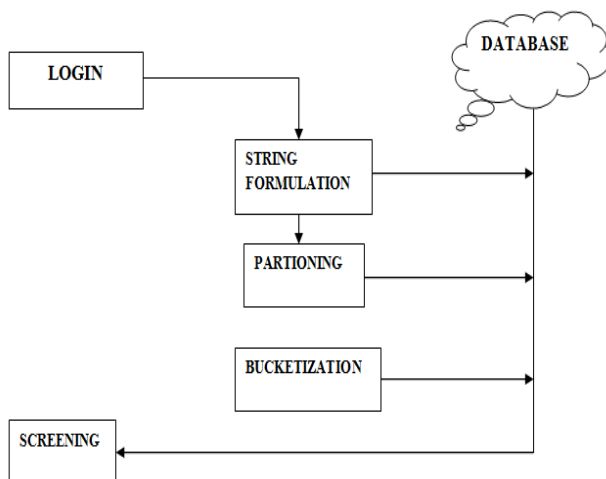 DATABASE
LOGIN
STRING
FORMULATION
PARTIONING
BUCKETIZATION
SCREENING